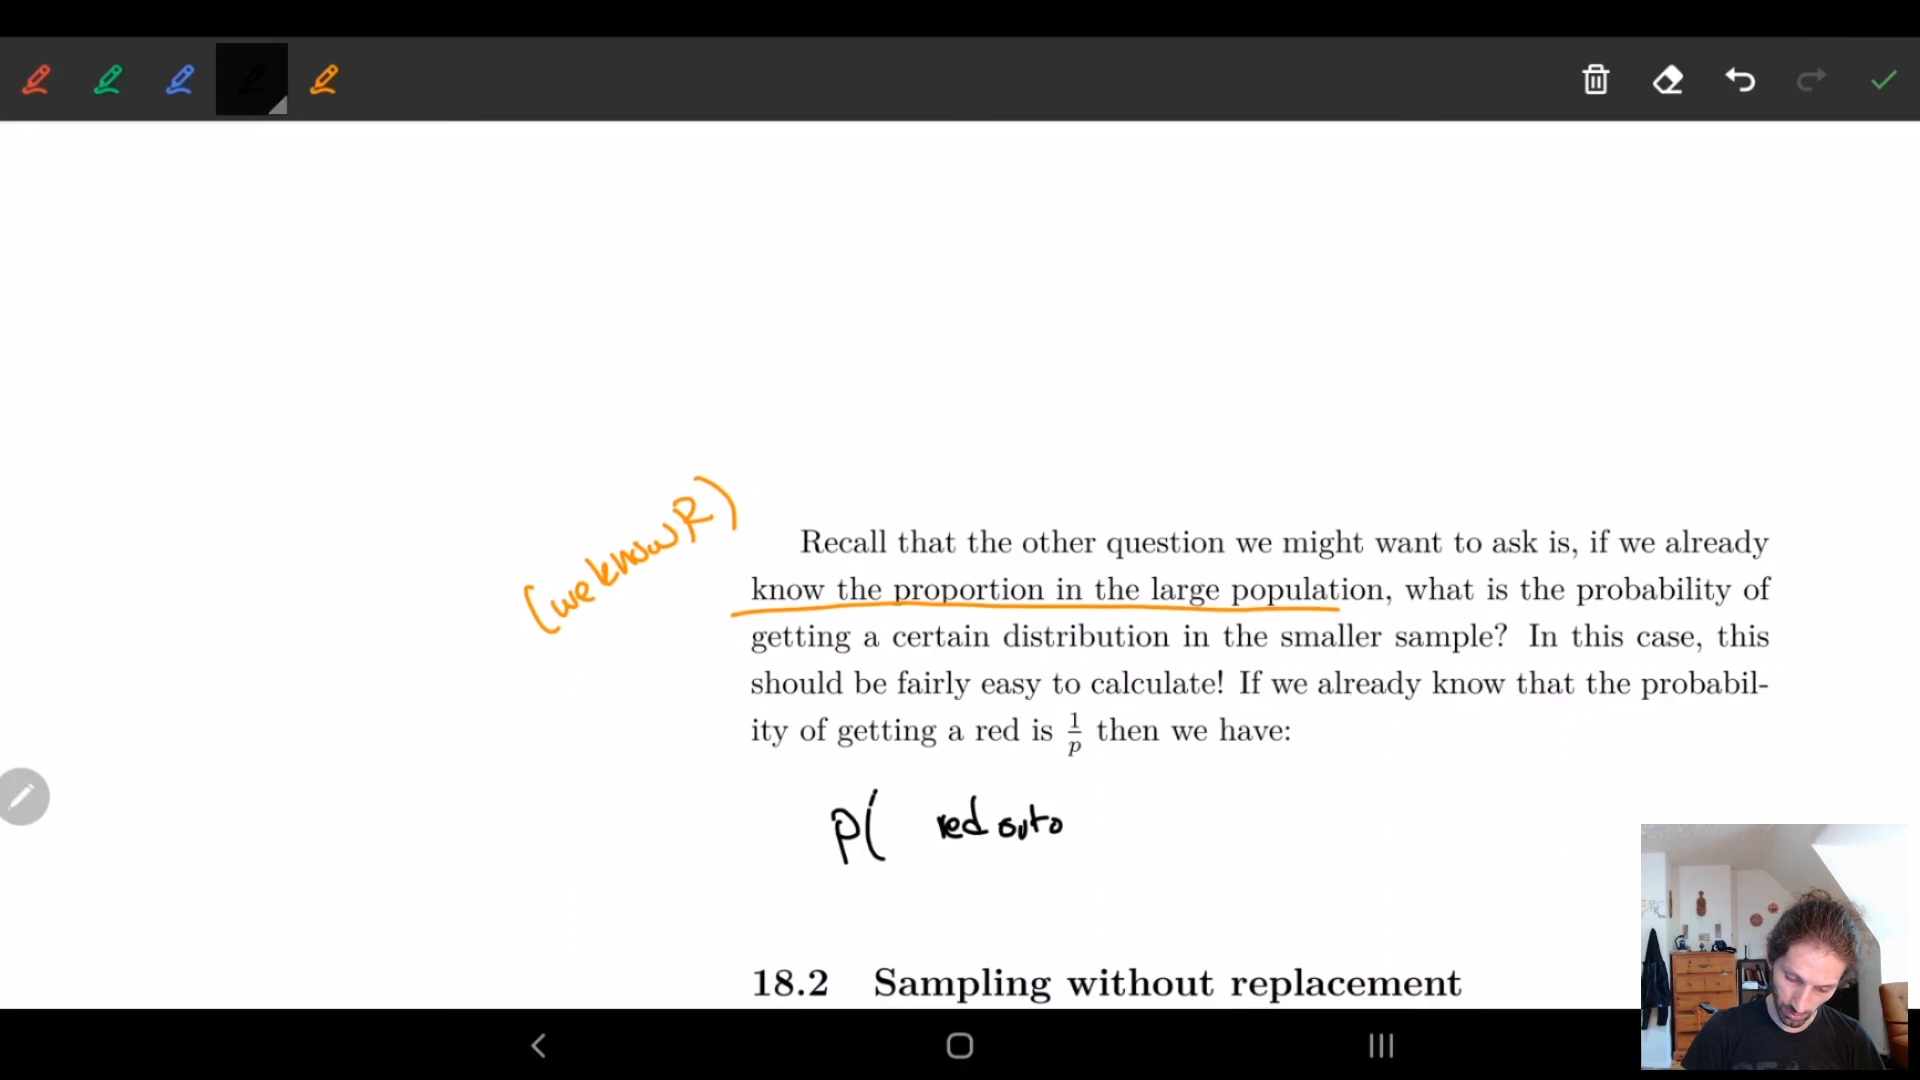 (we know R)
Recall that the other question we might want to ask is, if we already
know the proportion in the large population, what is the probability of
getting a certain distribution in the smaller sample? In this case, this
should be fairly easy to calculate! If we already know that the probabil-
ity of getting a red is 1/p then we have:
P( red outo
18.2 Sampling without replacement